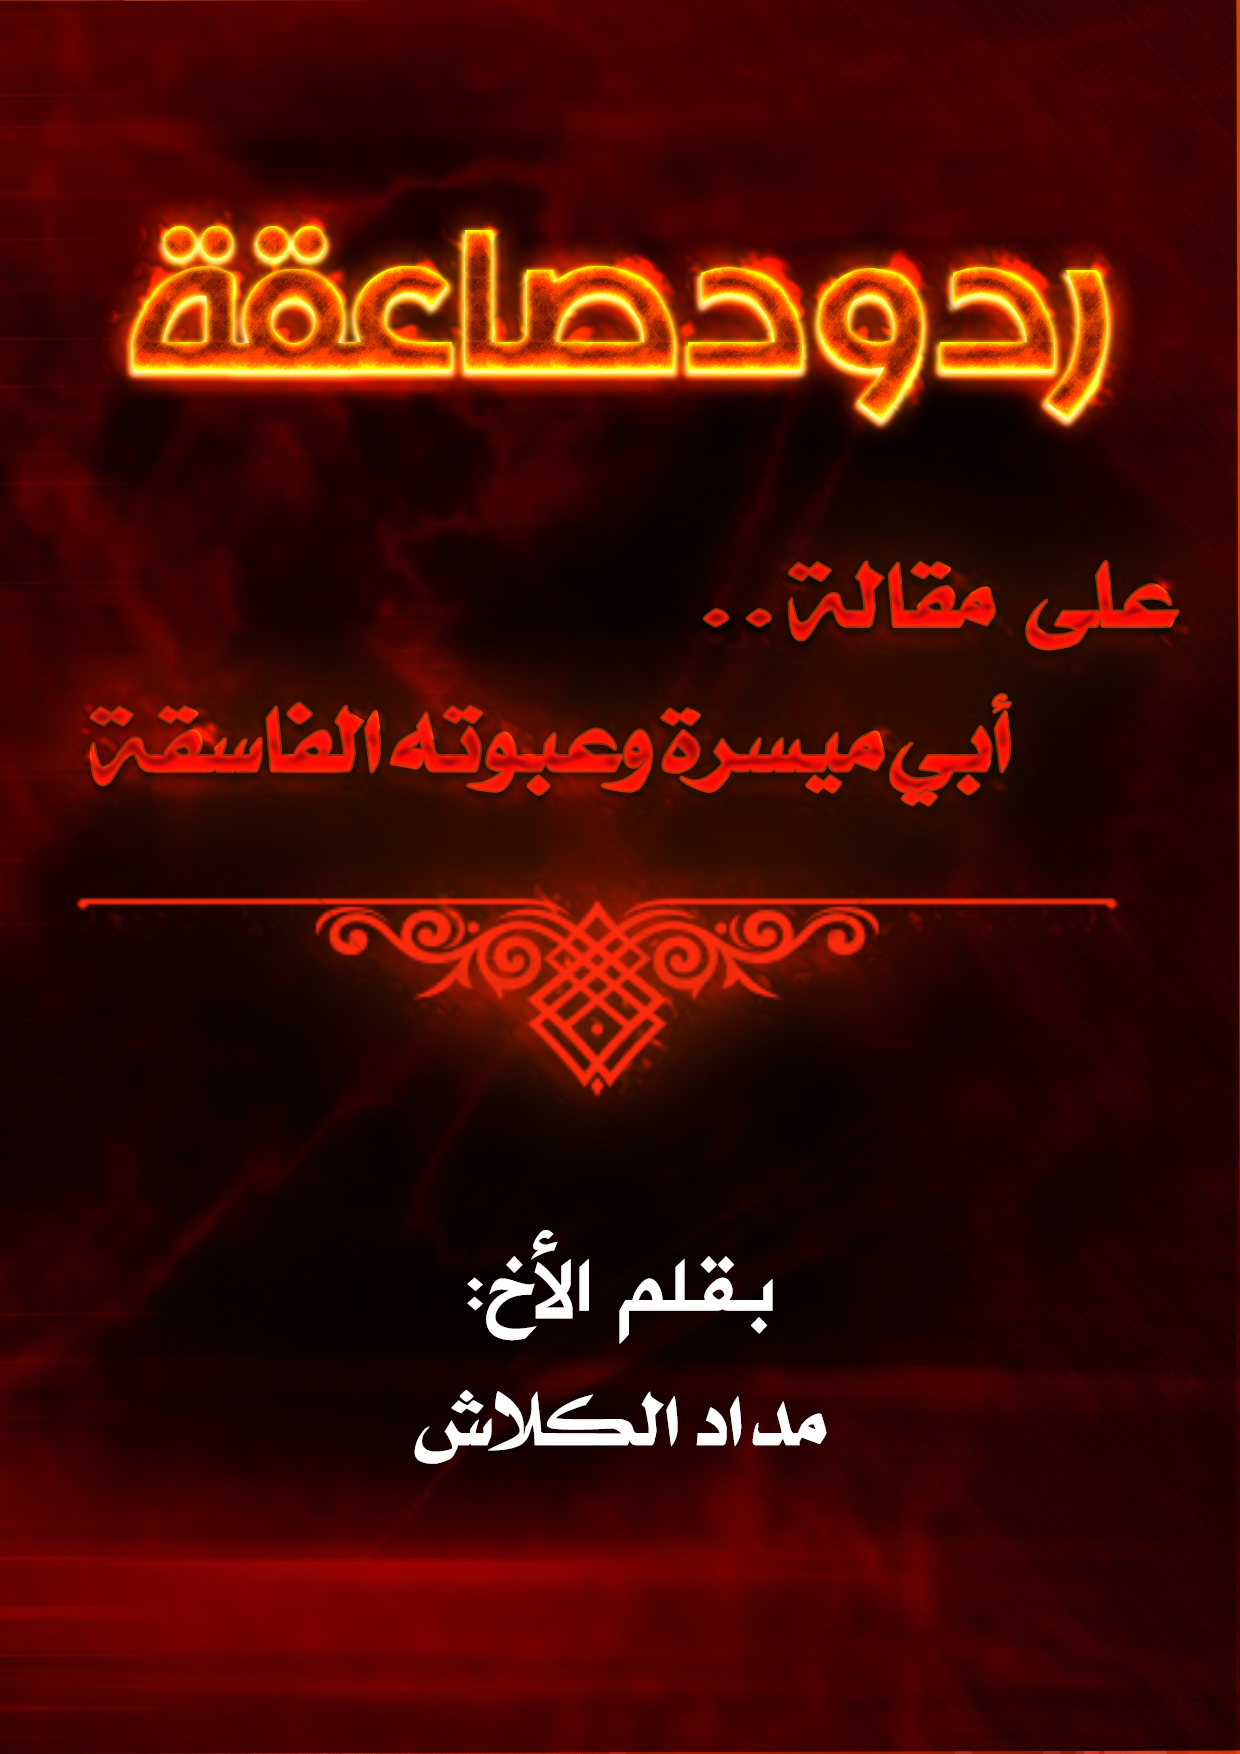 ردود صاعقة
على مقالة..
أبي ميسرة وعبوته الفاسقة
بقلم الأخ:
مداد الكلاش